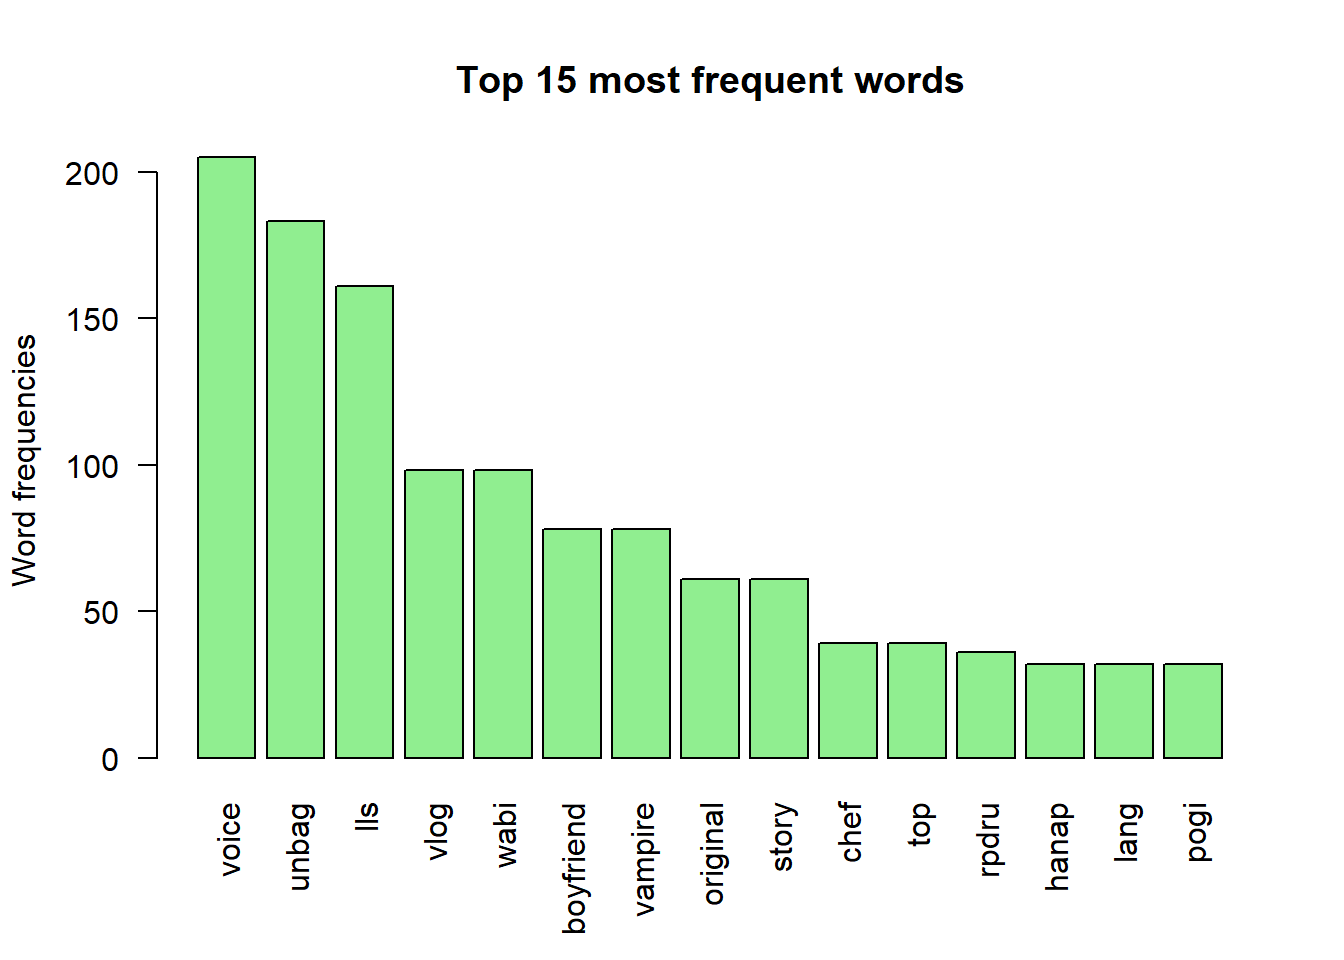 Top 15 most frequent words
Word frequencies
200
150
100
50
0
voice
unbag
lls
vlog
wabi
boyfriend
vampire
original
story
chef
top
rpdru
hanap
lang
pogi